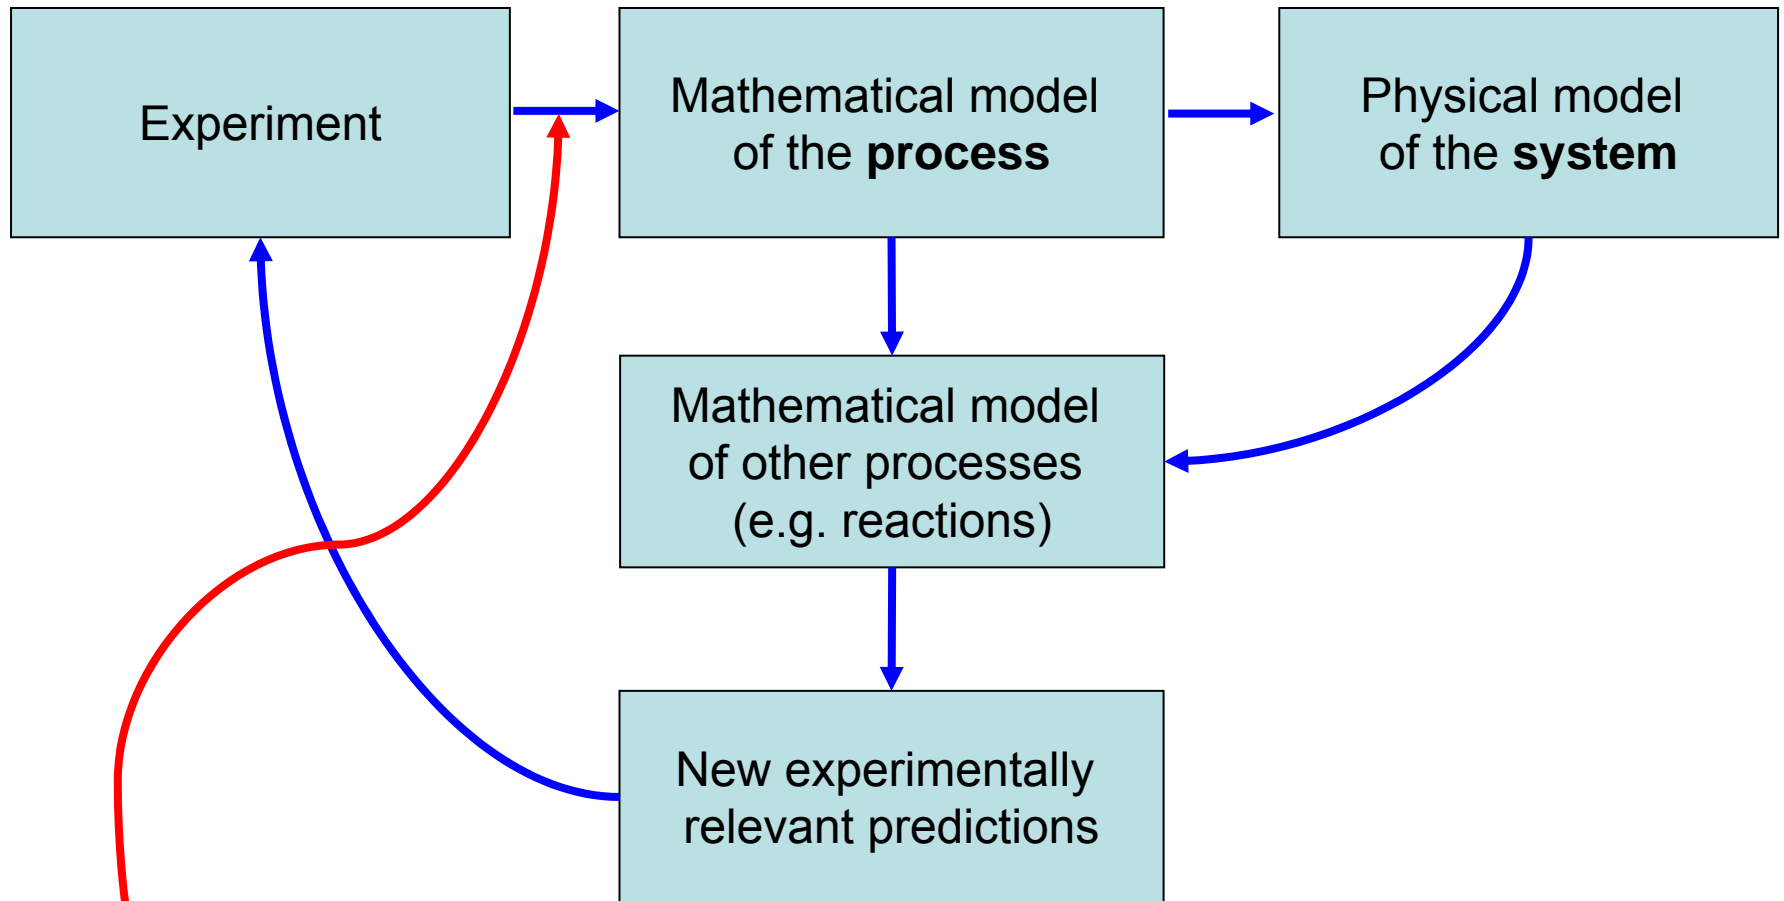 Experiment
Mathematical model
of the process
Physical model
of the system
Mathematical model
of other processes
(e.g. reactions)
New experimentally
relevant predictions